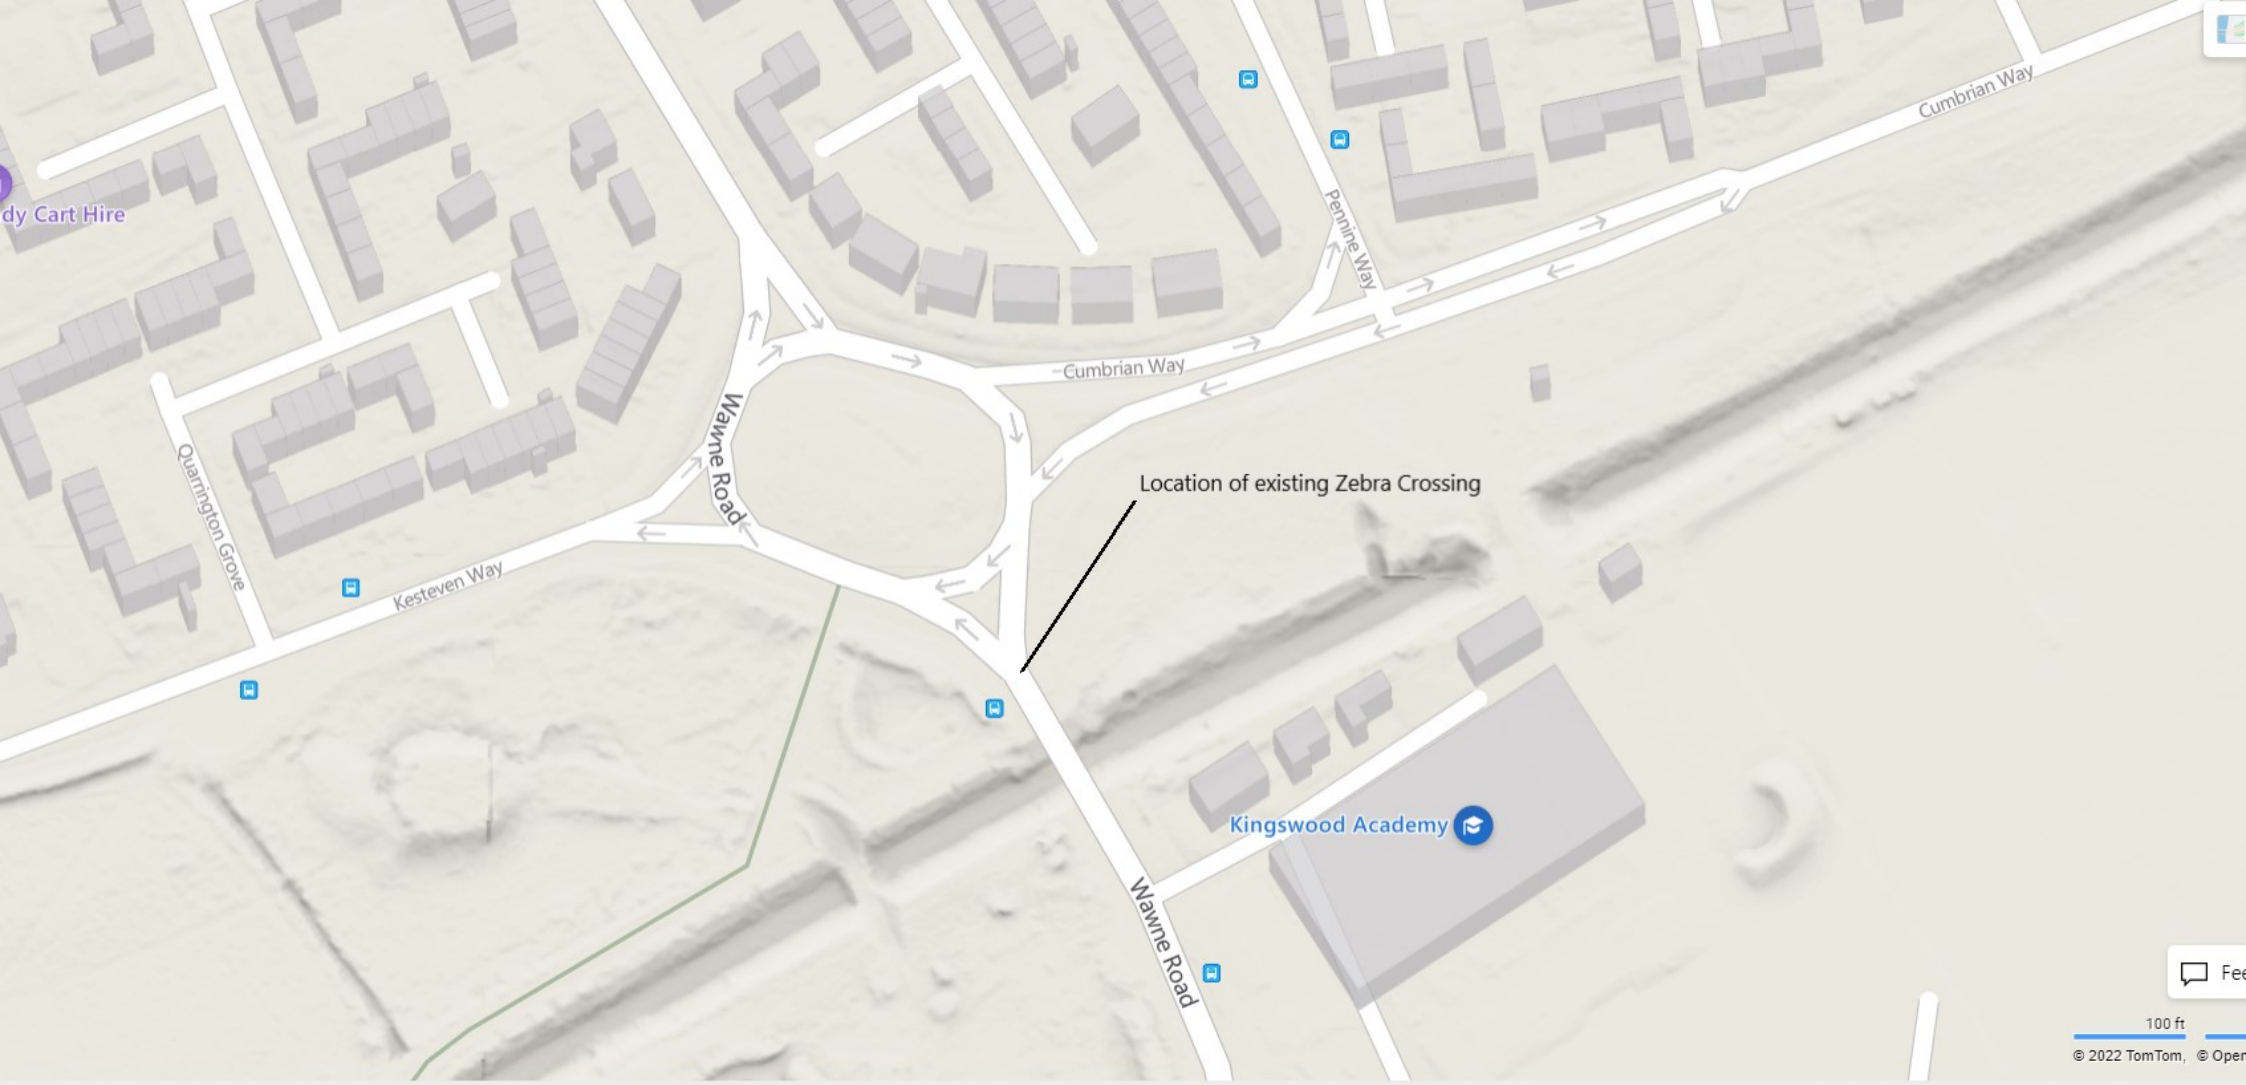 Cumbrian Way
dy Cart Hire
Pennine Way
Cumbrian Way
Wawne Road
Quarrington Grove
Location of existing Zebra Crossing
Kesteven Way
Kingswood Academy
Wawne Road
Fee
100 ft
© 2022 TomTom, © Open